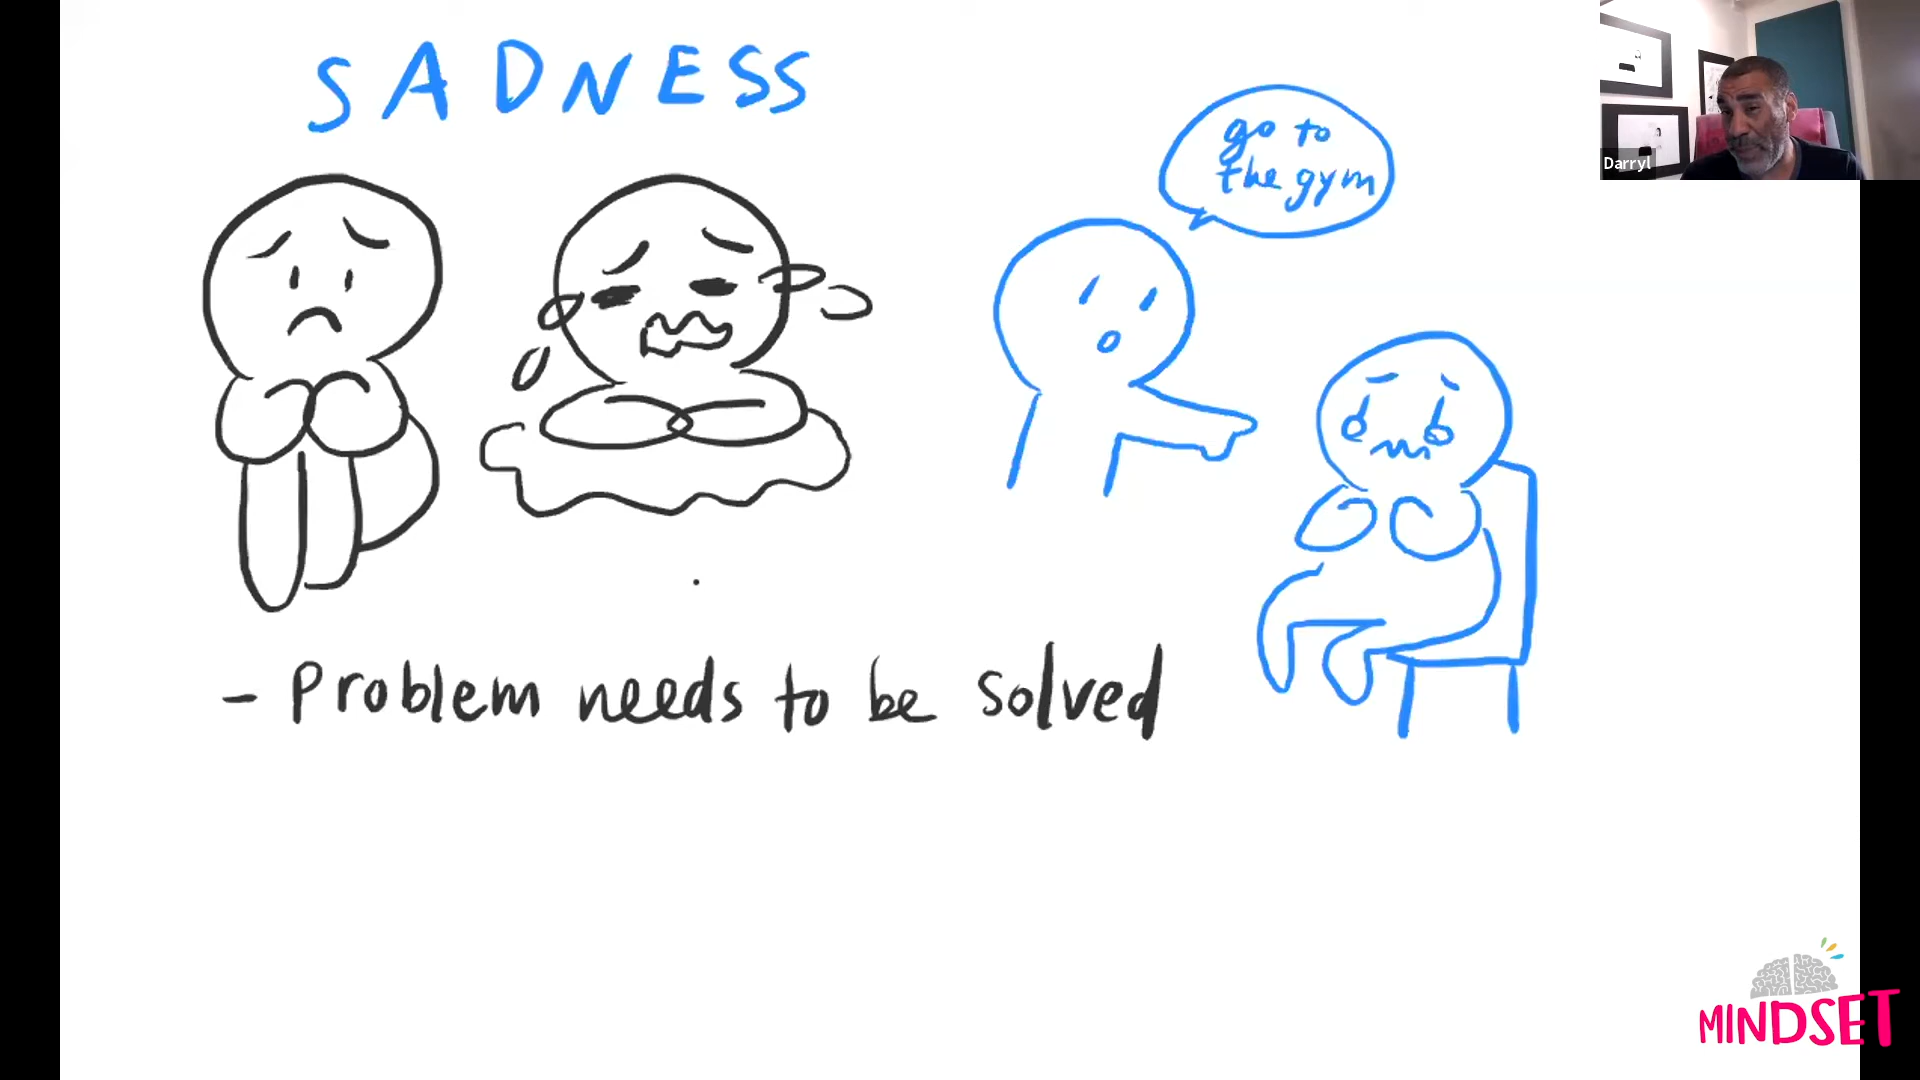 SADNESS
go to
the gym
Darryl
- Problem needs to be solved
MINDSET